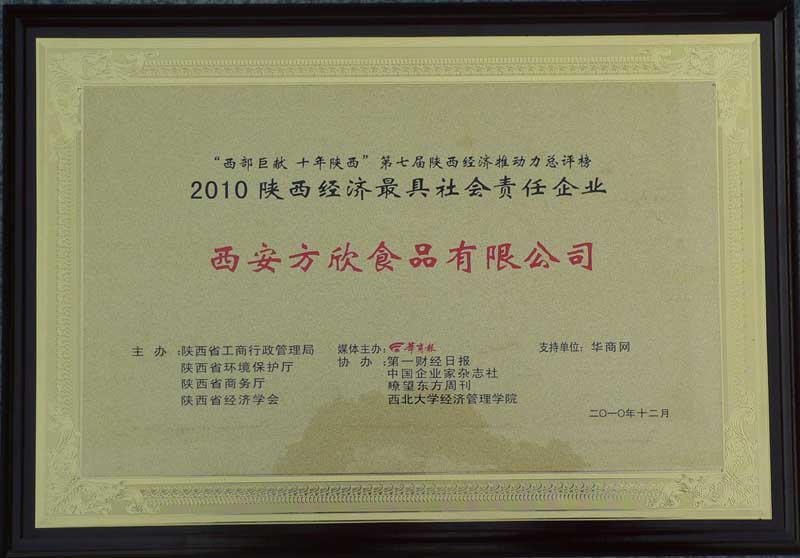 “西部巨献 十年陕西”第七届陕西经济推动力总评榜
2010 陕西经济最具社会责任企业
西安方欣食品有限公司
主 办：陕西省工商行政管理局
陕西省环境保护厅
陕西省商务厅
陕西省经济学会
媒体主办：华商报
协 办：第一财经日报
中国企业家杂志社
瞭望东方周刊
西北大学经济管理学院
支持单位：华商网
二〇一〇年十二月